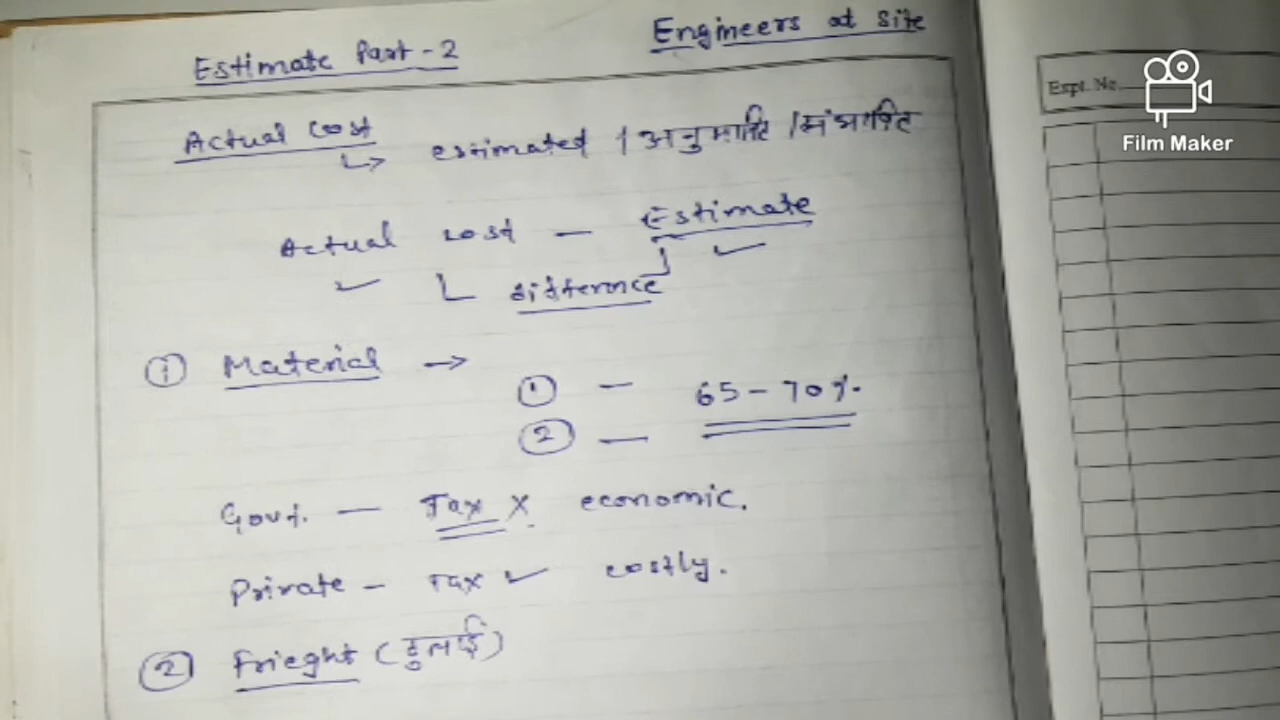 Estimate Part - 2
Engineers at site
Actual cost
↳ estimated / अनुमानित / संभावित
Actual cost — Estimate
✓ difference ✓
① Material →
① — 65 - 70%.
② —
Govt. — Tax X economic.
Private - Tax ✓ costly.
② Frieght (ढुलाई)
Expt. No.
Film Maker